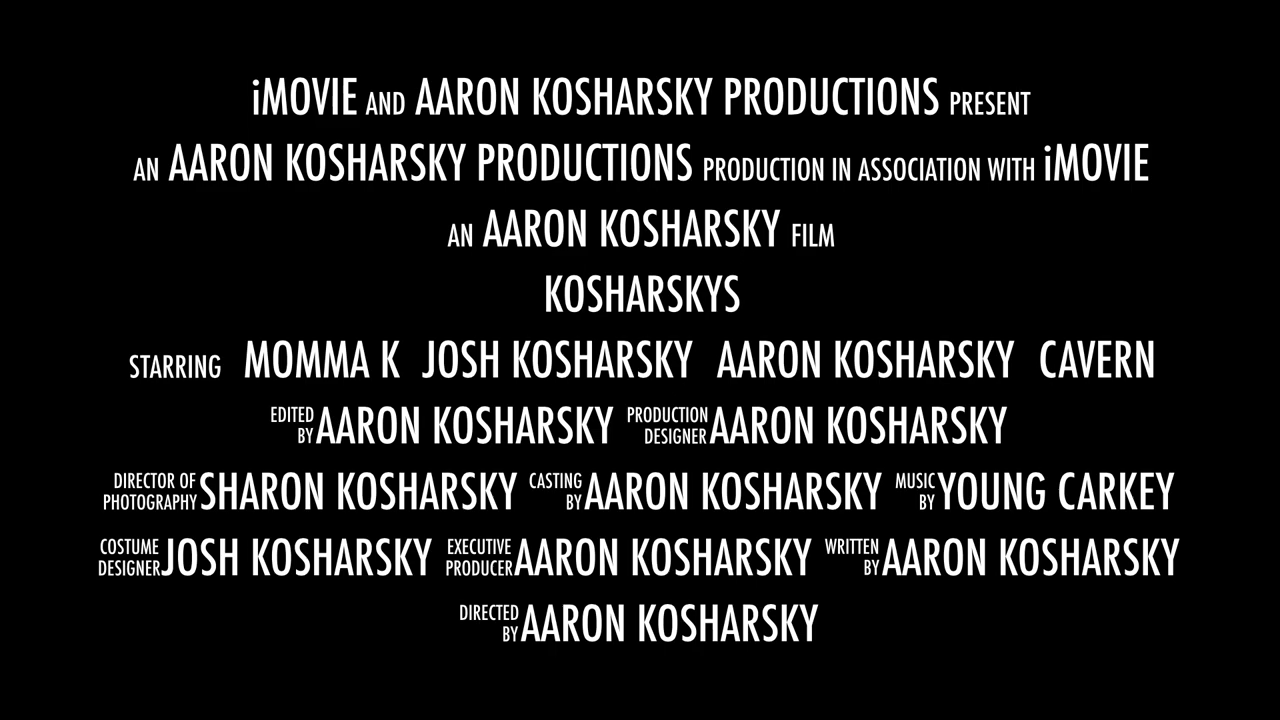 iMOVIE AND AARON KOSHARSKY PRODUCTIONS PRESENT
AN AARON KOSHARSKY PRODUCTIONS PRODUCTION IN ASSOCIATION WITH iMOVIE
AN AARON KOSHARSKY FILM
KOSHARSKYS
STARRING MOMMA K JOSH KOSHARSKY AARON KOSHARSKY CAVERN
EDITED BY AARON KOSHARSKY PRODUCTION DESIGNER AARON KOSHARSKY
DIRECTOR OF PHOTOGRAPHY SHARON KOSHARSKY CASTING BY AARON KOSHARSKY MUSIC BY YOUNG CARKEY
COSTUME DESIGNER JOSH KOSHARSKY EXECUTIVE PRODUCER AARON KOSHARSKY WRITTEN BY AARON KOSHARSKY
DIRECTED BY AARON KOSHARSKY